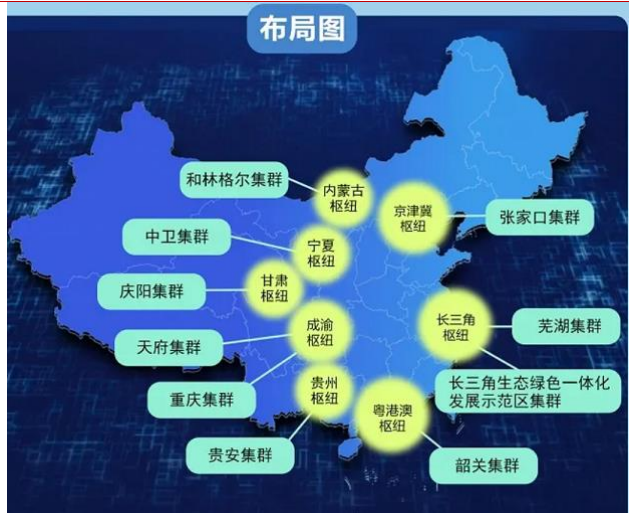 布局图
和林格尔集群
内蒙古
枢纽
京津冀
枢纽
张家口集群
中卫集群
宁夏
枢纽
庆阳集群
甘肃
枢纽
天府集群
成渝
枢纽
长三角
枢纽
芜湖集群
重庆集群
贵州
枢纽
长三角生态绿色一体化
发展示范区集群
粤港澳
枢纽
贵安集群
韶关集群